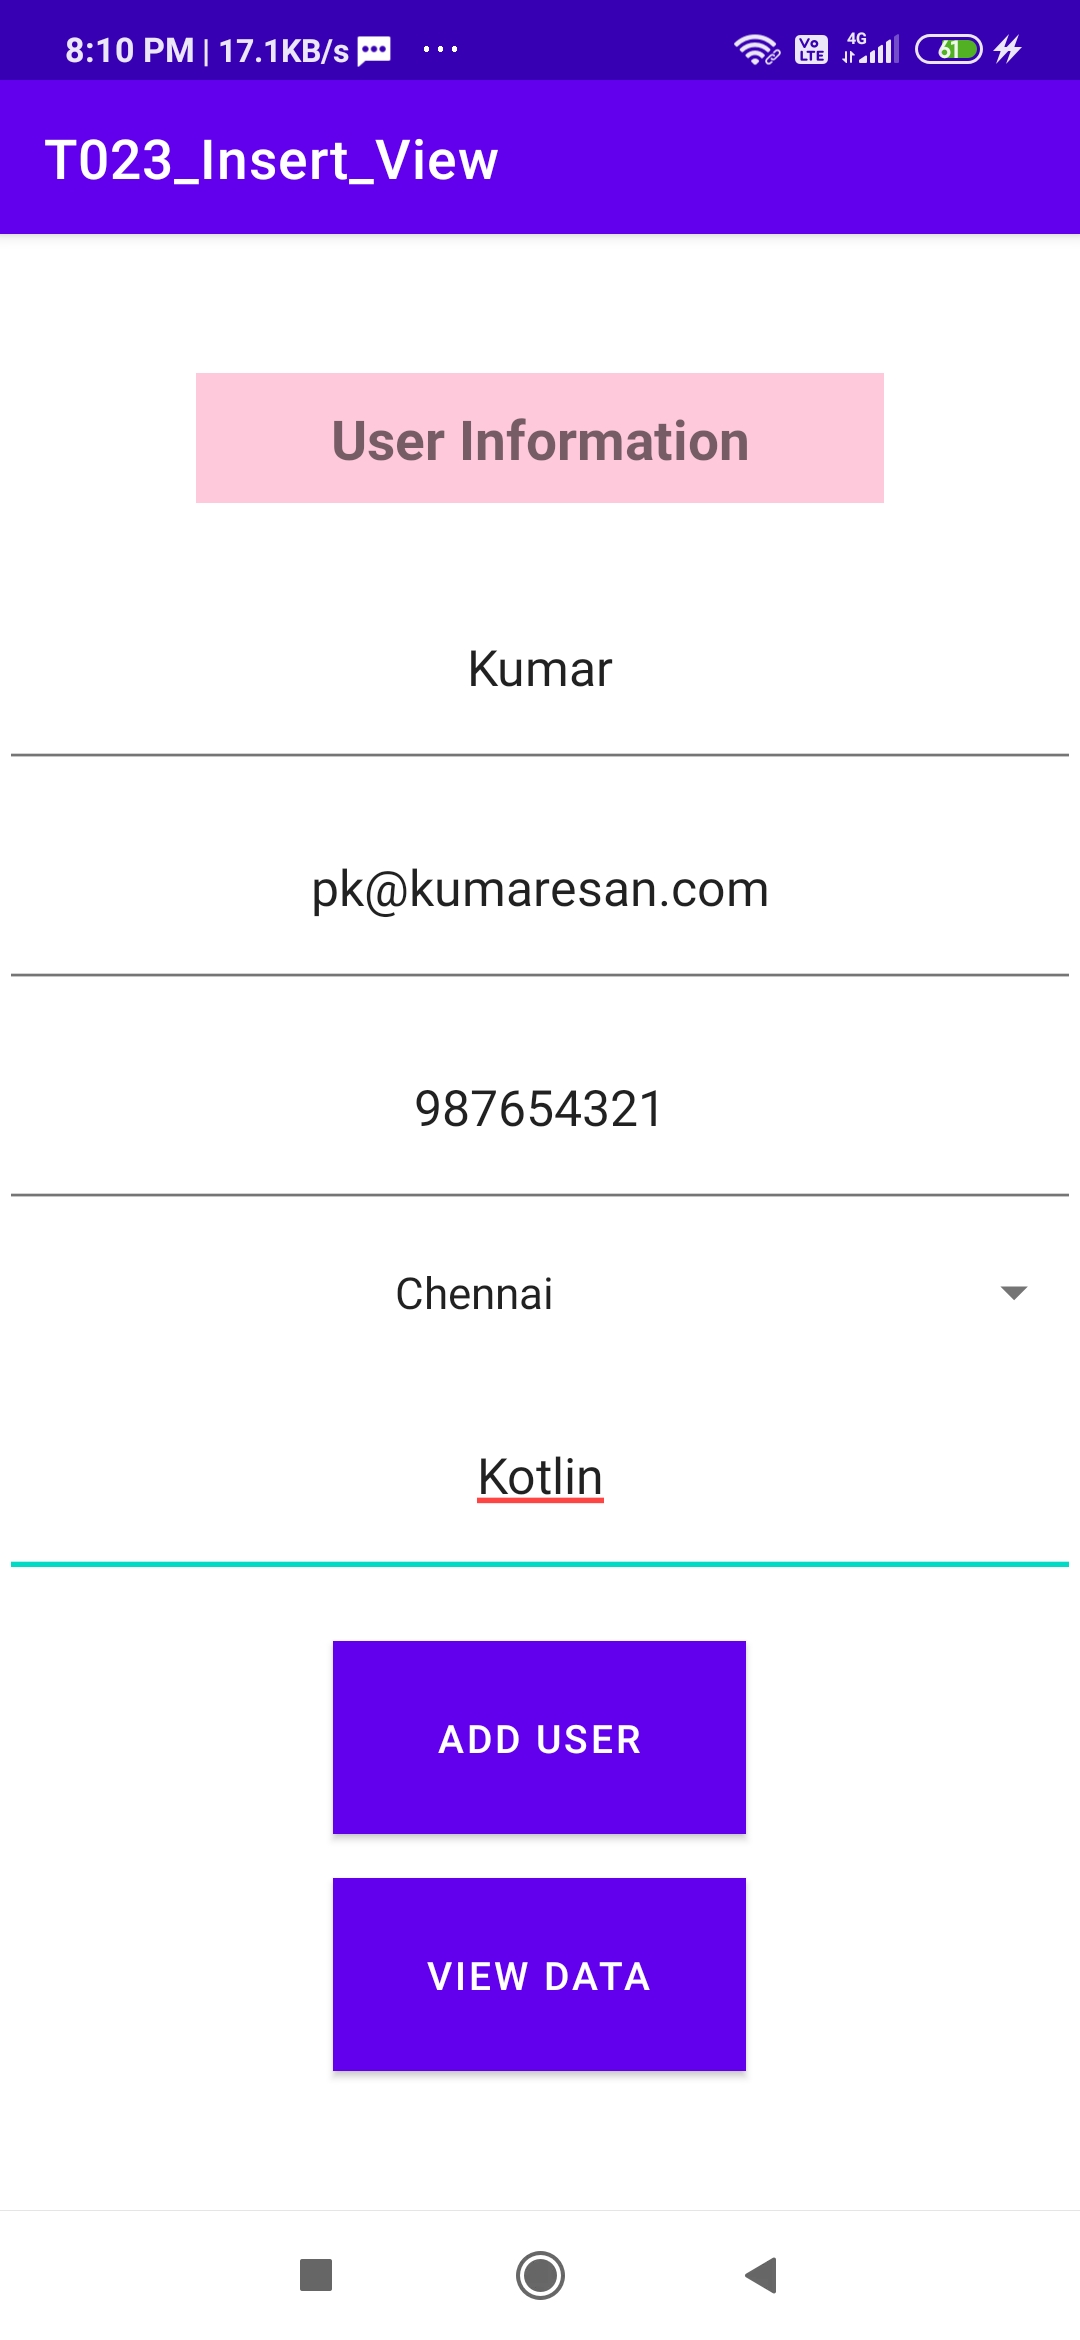 8:10 PM | 17.1KB/s ... Vo LTE 4G 61
T023_Insert_View
User Information
Kumar
pk@kumaresan.com
987654321
Chennai
Kotlin
ADD USER
VIEW DATA